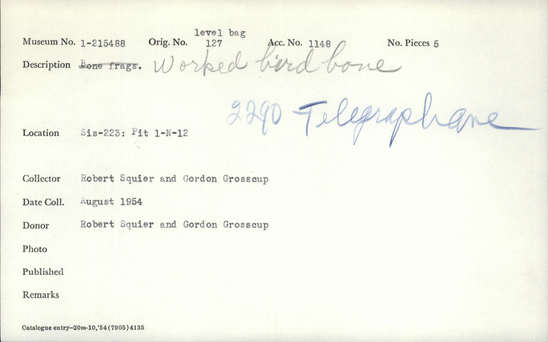 level bag
Museum No. 1-215488 Orig. No. 127 Acc. No. 1148 No. Pieces 5
Description Bone frags. Worked bird bone
2290 Telegraphane
Location Sis-223: Pit 1-N-12
Collector Robert Squier and Gordon Grosscup
Date Coll. August 1954
Donor Robert Squier and Gordon Grosscup
Photo
Published
Remarks
Catalogue entry—20m-10,'54(7905)4135